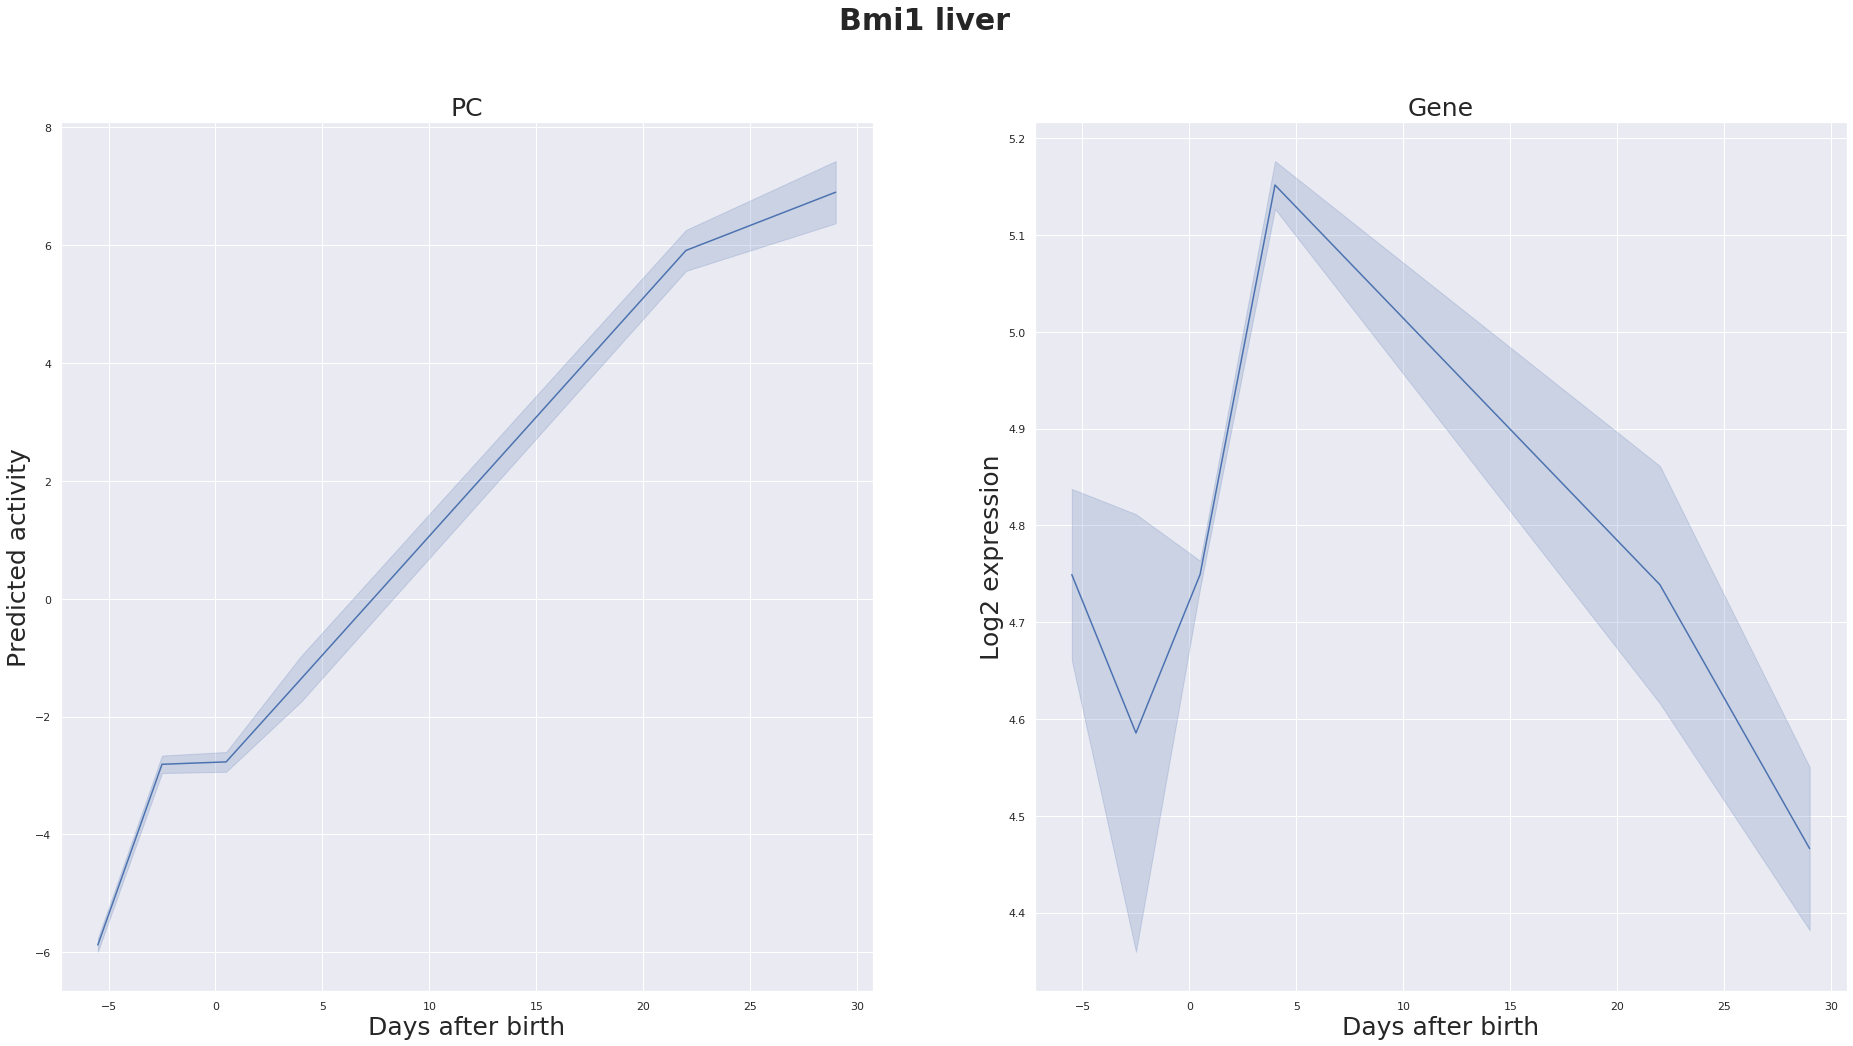 Bmi1 liver
PC
Predicted activity
8
6
4
2
0
−2
−4
−6
−5 0 5 10 15 20 25 30
Days after birth
Gene
Log2 expression
5.2
5.1
5.0
4.9
4.8
4.7
4.6
4.5
4.4
−5 0 5 10 15 20 25 30
Days after birth